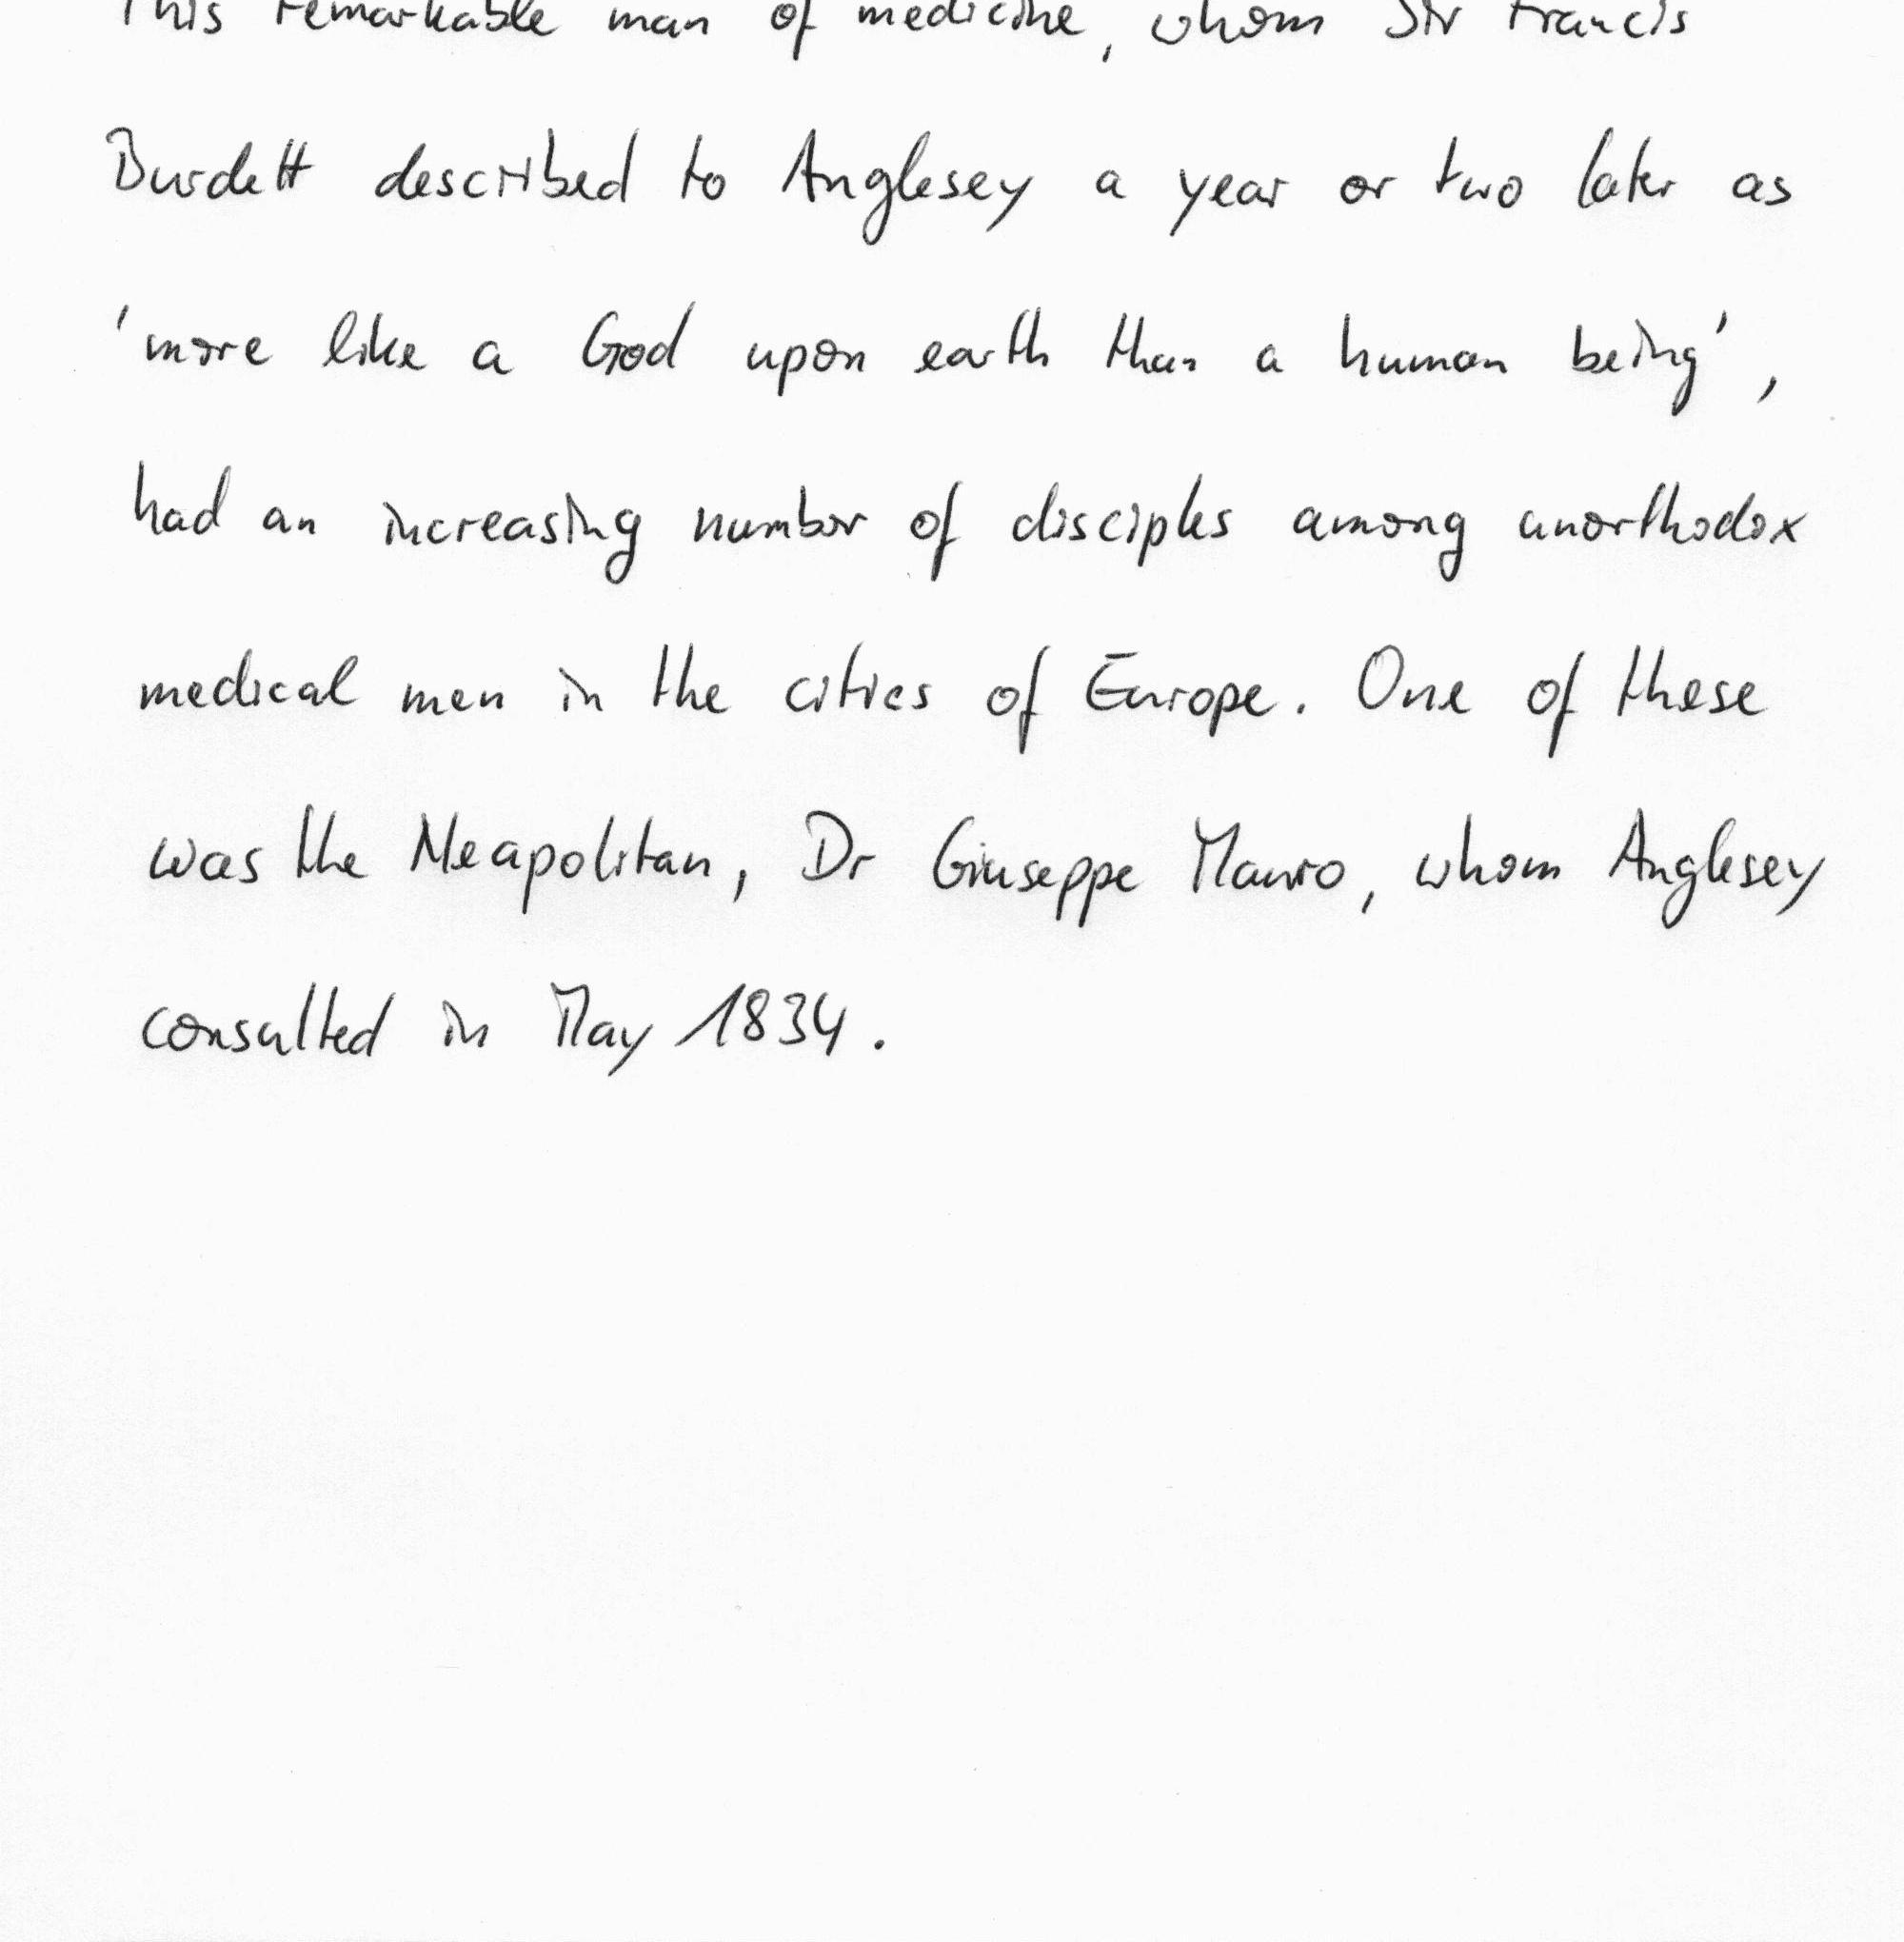 This remarkable man of medicine, whom Sir Francis
Burdett described to Anglesey a year or two later as
'more like a God upon earth than a human being',
had an increasing number of disciples among unorthodox
medical men in the cities of Europe. One of these
was the Neapolitan, Dr Giuseppe Mauro, whom Anglesey
consulted in May 1834.